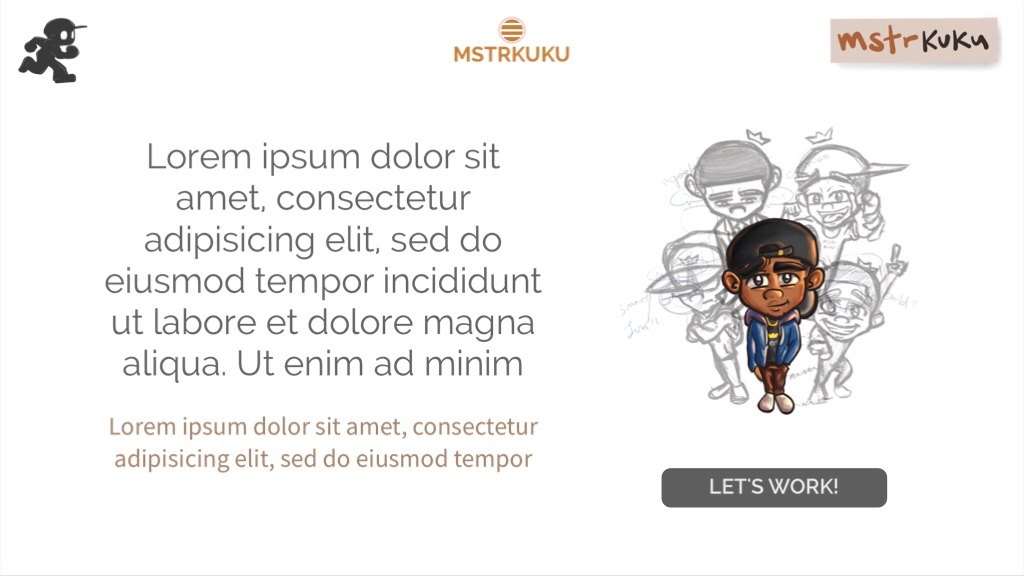 MSTRKUKU
mstrKUKU
Lorem ipsum dolor sit
amet, consectetur
adipisicing elit, sed do
eiusmod tempor incididunt
ut labore et dolore magna
aliqua. Ut enim ad minim
Lorem ipsum dolor sit amet, consectetur
adipisicing elit, sed do eiusmod tempor
LET'S WORK!